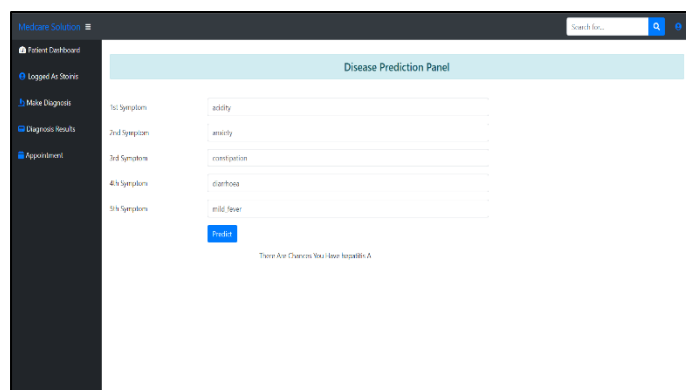 Medcare Solution
Search for...
Patient Dashboard
Logged As Stoinis
Make Diagnosis
Diagnosis Results
Appointment
Disease Prediction Panel
1st Symptom
acidity
2nd Symptom
anxiety
3rd Symptom
constipation
4th Symptom
diarrhoea
5th Symptom
mild_fever
Predict
There Are Chances You Have hepatitis A